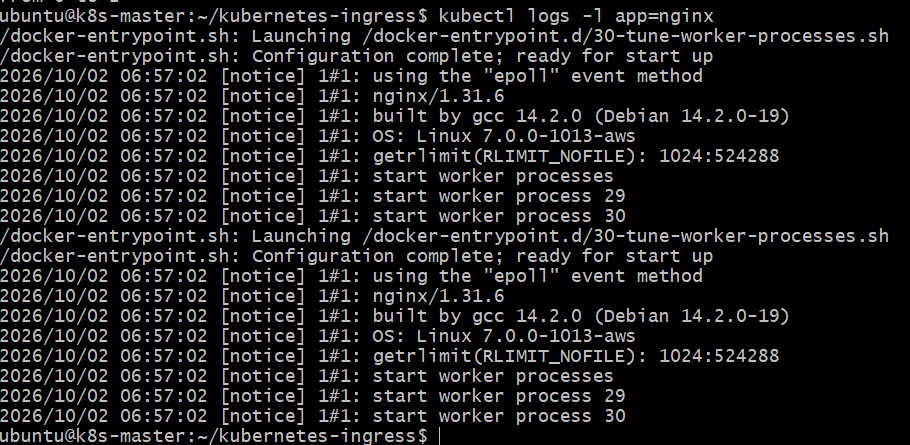 ubuntu@k8s-master:~/kubernetes-ingress$ kubectl logs -l app=nginx
/docker-entrypoint.sh: Launching /docker-entrypoint.d/30-tune-worker-processes.sh
/docker-entrypoint.sh: Configuration complete; ready for start up
2026/10/02 06:57:02 [notice] 1#1: using the "epoll" event method
2026/10/02 06:57:02 [notice] 1#1: nginx/1.31.6
2026/10/02 06:57:02 [notice] 1#1: built by gcc 14.2.0 (Debian 14.2.0-19)
2026/10/02 06:57:02 [notice] 1#1: OS: Linux 7.0.0-1013-aws
2026/10/02 06:57:02 [notice] 1#1: getrlimit(RLIMIT_NOFILE): 1024:524288
2026/10/02 06:57:02 [notice] 1#1: start worker processes
2026/10/02 06:57:02 [notice] 1#1: start worker process 29
2026/10/02 06:57:02 [notice] 1#1: start worker process 30
/docker-entrypoint.sh: Launching /docker-entrypoint.d/30-tune-worker-processes.sh
/docker-entrypoint.sh: Configuration complete; ready for start up
2026/10/02 06:57:02 [notice] 1#1: using the "epoll" event method
2026/10/02 06:57:02 [notice] 1#1: nginx/1.31.6
2026/10/02 06:57:02 [notice] 1#1: built by gcc 14.2.0 (Debian 14.2.0-19)
2026/10/02 06:57:02 [notice] 1#1: OS: Linux 7.0.0-1013-aws
2026/10/02 06:57:02 [notice] 1#1: getrlimit(RLIMIT_NOFILE): 1024:524288
2026/10/02 06:57:02 [notice] 1#1: start worker processes
2026/10/02 06:57:02 [notice] 1#1: start worker process 29
2026/10/02 06:57:02 [notice] 1#1: start worker process 30
ubuntu@k8s-master:~/kubernetes-ingress$